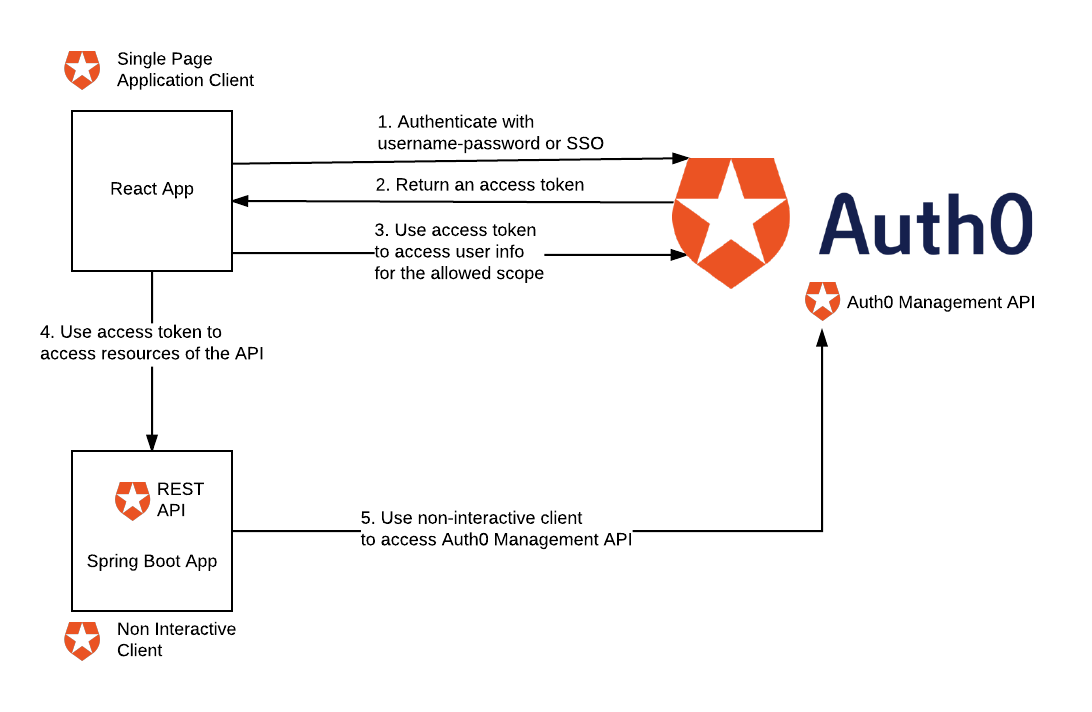 Single Page
Application Client
React App
1. Authenticate with
username-password or SSO
2. Return an access token
3. Use access token
to access user info
for the allowed scope
Auth0
Auth0 Management API
4. Use access token to
access resources of the API
REST
API
Spring Boot App
5. Use non-interactive client
to access Auth0 Management API
Non Interactive
Client